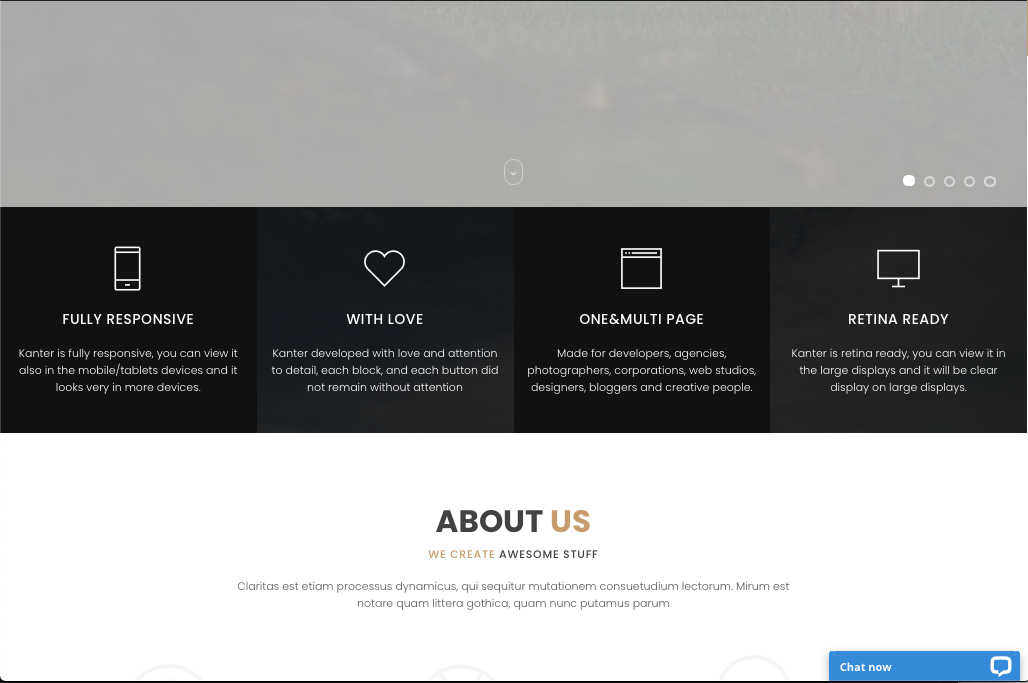 FULLY RESPONSIVE
Kanter is fully responsive, you can view it
also in the mobile/tablets devices and it
looks very in more devices.
WITH LOVE
Kanter developed with love and attention
to detail, each block, and each button did
not remain without attention
ONE&MULTI PAGE
Made for developers, agencies,
photographers, corporations, web studios,
designers, bloggers and creative people.
RETINA READY
Kanter is retina ready, you can view it in
the large displays and it will be clear
display on large displays.
ABOUT US
WE CREATE AWESOME STUFF
Claritas est etiam processus dynamicus, qui sequitur mutationem consuetudium lectorum. Mirum est
notare quam littera gothica, quam nunc putamus parum
Chat now